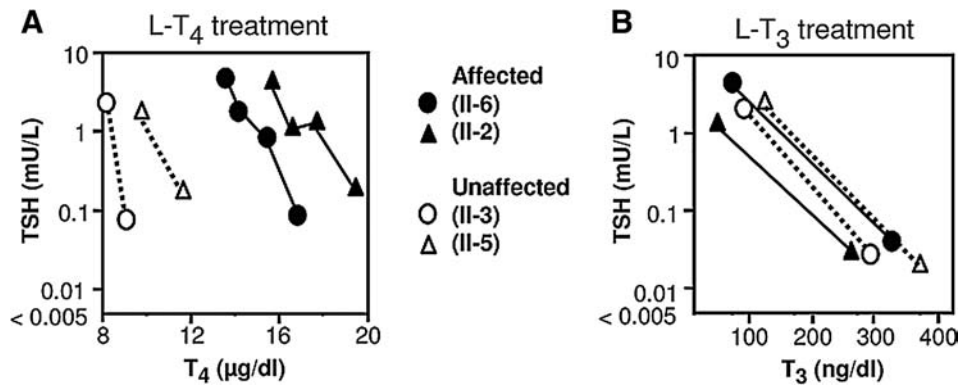 A
L-T4 treatment
10
1
0.1
0.01
< 0.005
TSH (mU/L)
8
12
16
20
T4 (µg/dl)
Affected
(II-6)
(II-2)
Unaffected
(II-3)
(II-5)
B
L-T3 treatment
10
1
0.1
0.01
< 0.005
TSH (mU/L)
100
200
300
400
T3 (ng/dl)